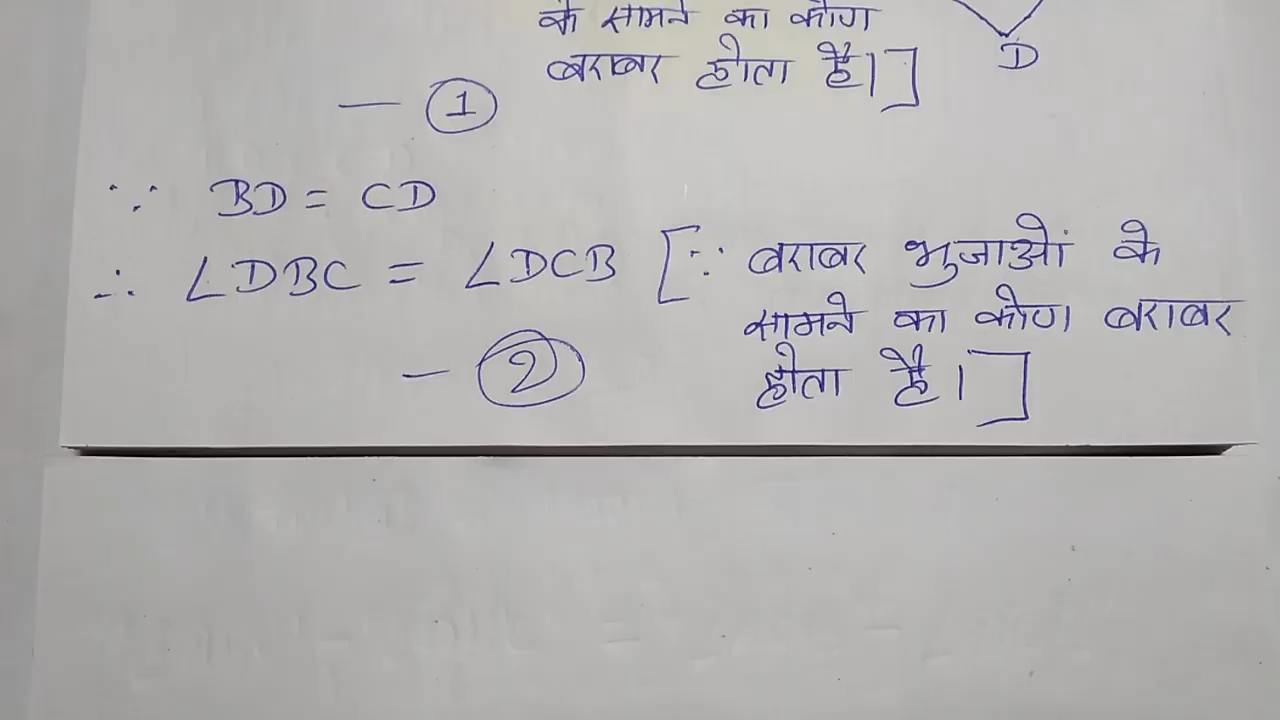 के सामने का कोण
बराबर होता है।]
D
— 1
∵ BD = CD
∴ ∠DBC = ∠DCB [∵ बराबर भुजाओं के
सामने का कोण बराबर
— 2 होता है।]